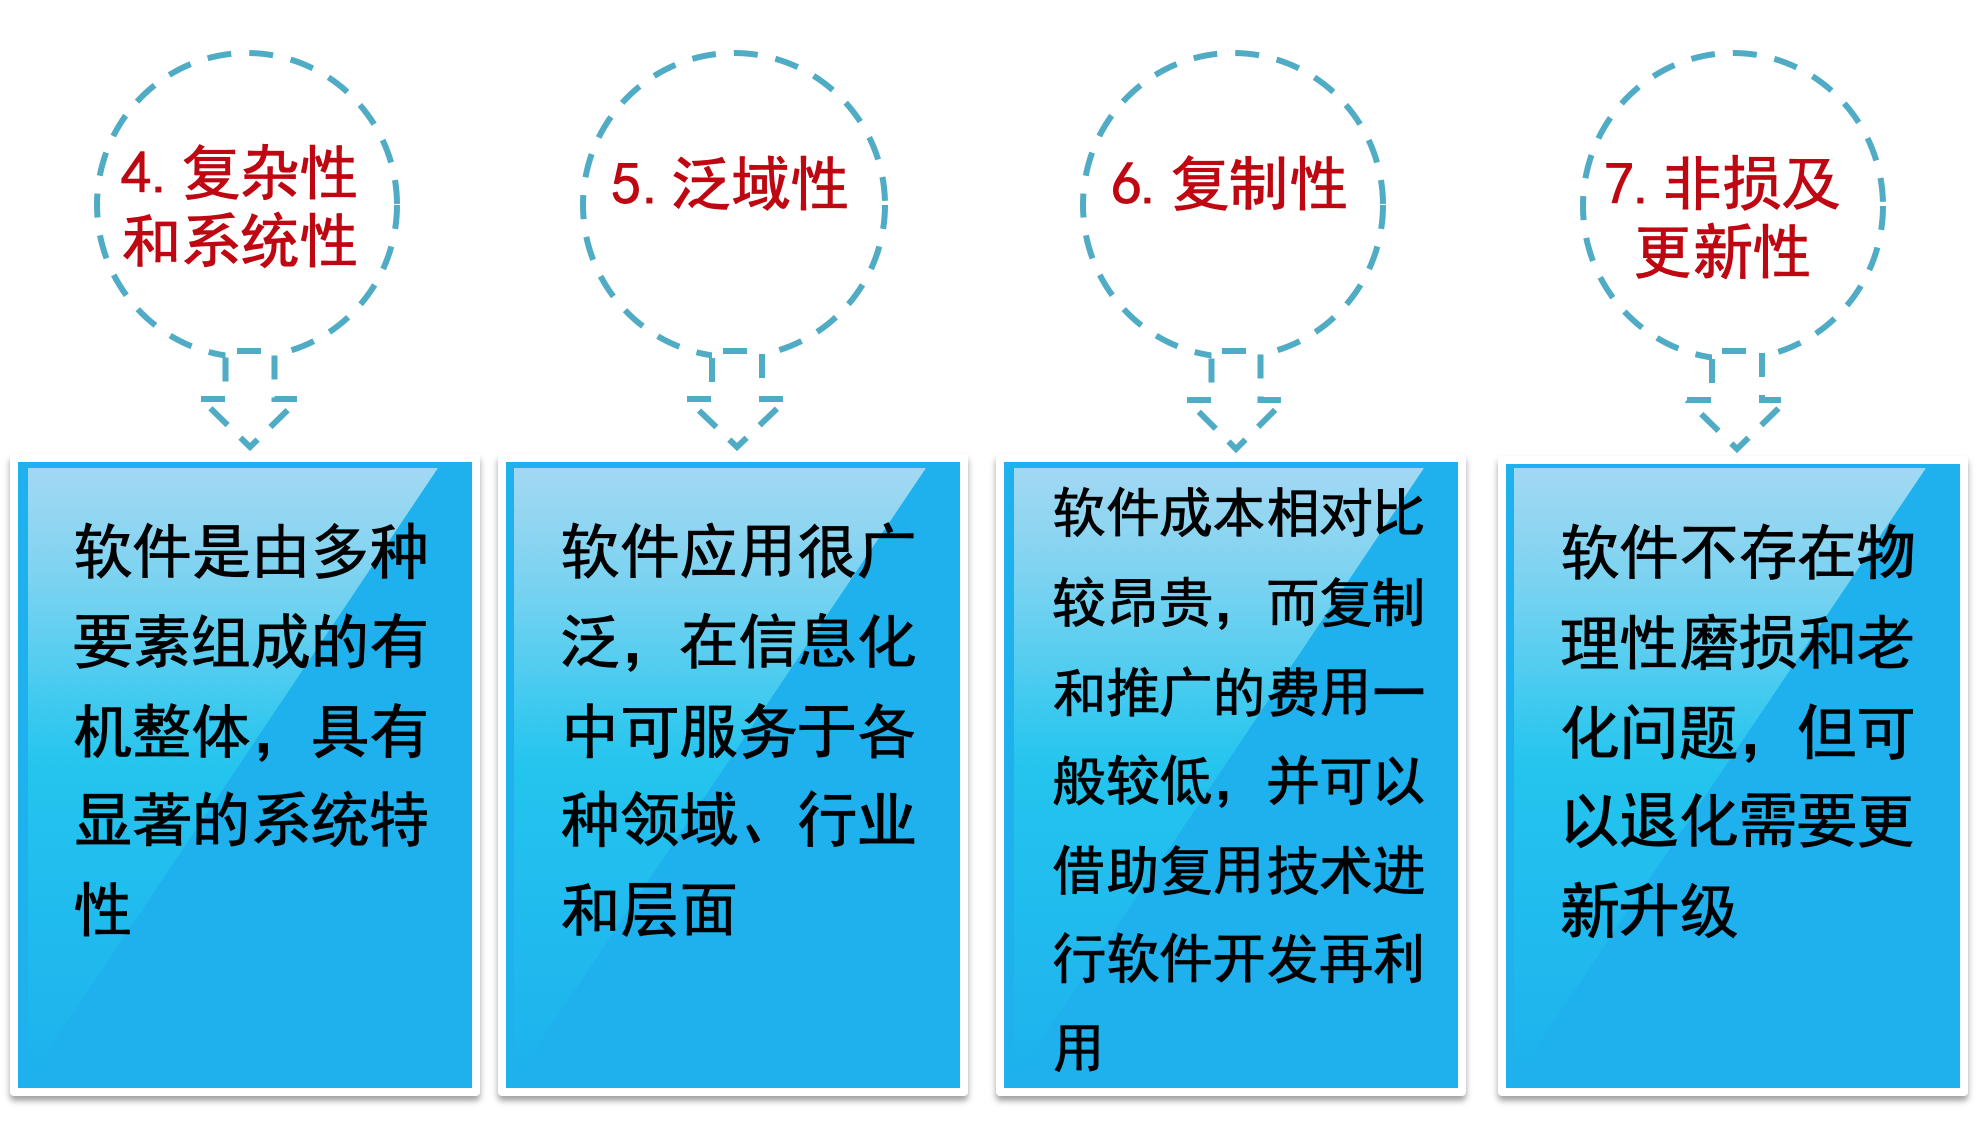 4. 复杂性
和系统性
软件是由多种
要素组成的有
机整体，具有
显著的系统特
性
5. 泛域性
软件应用很广
泛，在信息化
中可服务于各
种领域、行业
和层面
6. 复制性
软件成本相对比
较昂贵，而复制
和推广的费用一
般较低，并可以
借助复用技术进
行软件开发再利
用
7. 非损及
更新性
软件不存在物
理性磨损和老
化问题，但可
以退化需要更
新升级